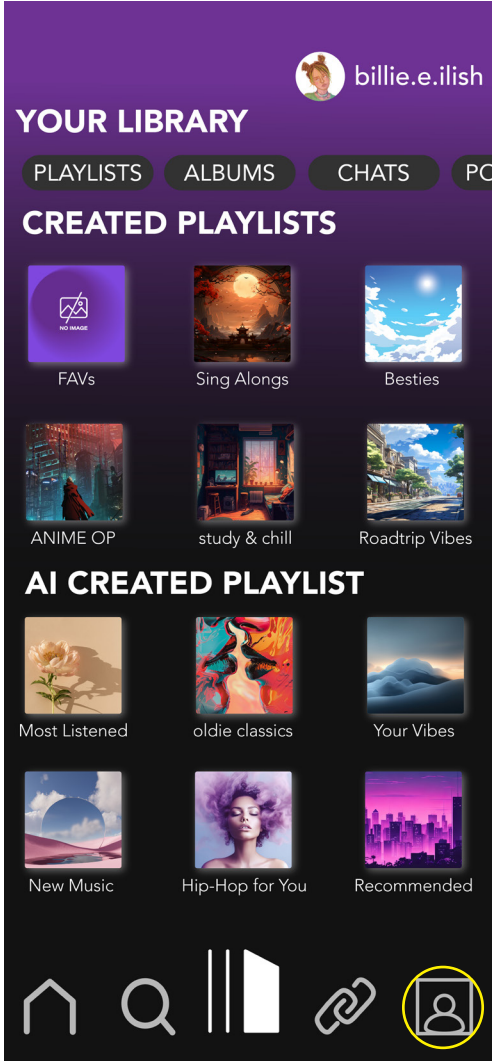 billie.e.ilish
YOUR LIBRARY
PLAYLISTS ALBUMS CHATS PO
CREATED PLAYLISTS
NO IMAGE
FAVs Sing Alongs Besties
ANIME OP study & chill Roadtrip Vibes
AI CREATED PLAYLIST
Most Listened oldie classics Your Vibes
New Music Hip-Hop for You Recommended